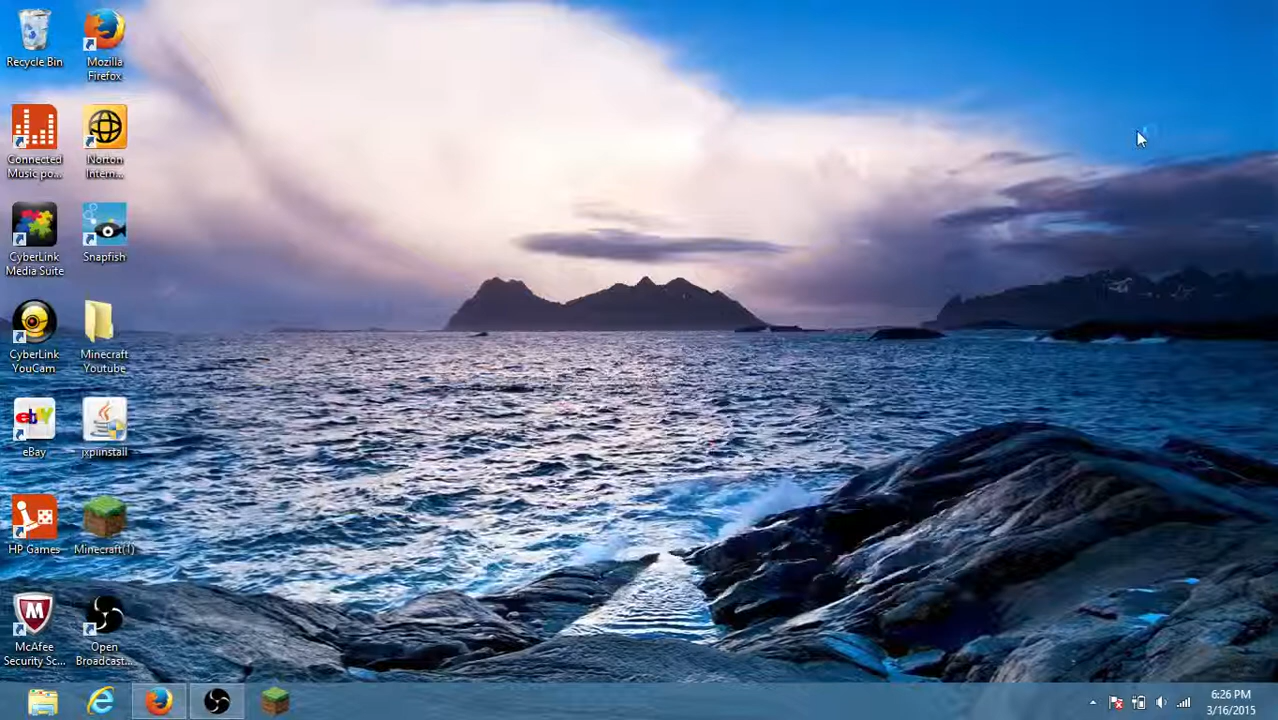 Recycle Bin
Mozilla
Firefox
Connected
Music po...
Norton
Intern...
CyberLink
Media Suite
Snapfish
CyberLink
YouCam
Minecraft
Youtube
ebY
eBay
jxpiinstall
HP Games
Minecraft(1)
McAfee
Security Sc...
Open
Broadcast...
6:26 PM
3/16/2015